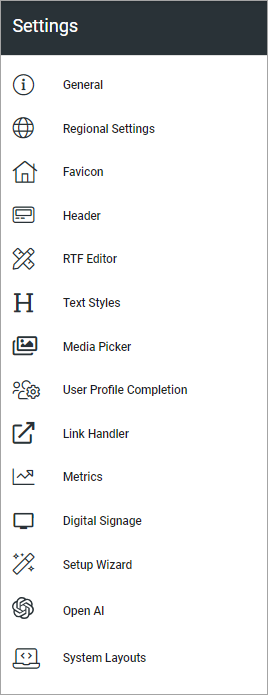 Settings
General
Regional Settings
Favicon
Header
RTF Editor
Text Styles
Media Picker
User Profile Completion
Link Handler
Metrics
Digital Signage
Setup Wizard
Open AI
System Layouts